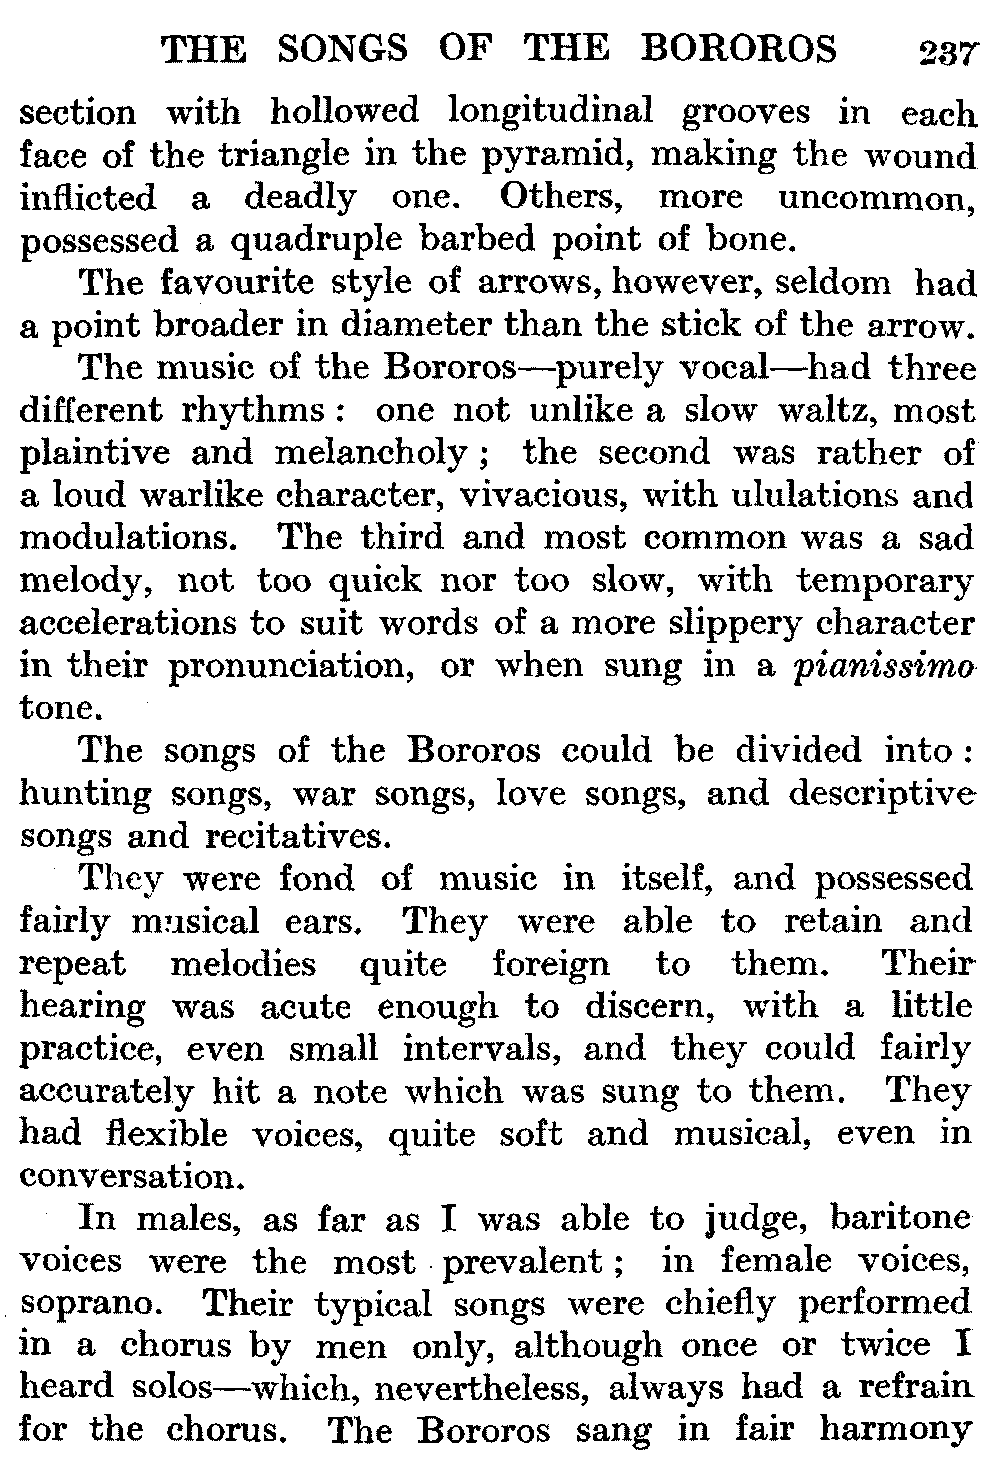 THE SONGS OF THE BOROROS 237
section with hollowed longitudinal grooves in each
face of the triangle in the pyramid, making the wound
inflicted a deadly one. Others, more uncommon,
possessed a quadruple barbed point of bone.
The favourite style of arrows, however, seldom had
a point broader in diameter than the stick of the arrow.
The music of the Bororos—purely vocal—had three
different rhythms : one not unlike a slow waltz, most
plaintive and melancholy ; the second was rather of
a loud warlike character, vivacious, with ululations and
modulations. The third and most common was a sad
melody, not too quick nor too slow, with temporary
accelerations to suit words of a more slippery character
in their pronunciation, or when sung in a pianissimo
tone.
The songs of the Bororos could be divided into :
hunting songs, war songs, love songs, and descriptive
songs and recitatives.
They were fond of music in itself, and possessed
fairly musical ears. They were able to retain and
repeat melodies quite foreign to them. Their
hearing was acute enough to discern, with a little
practice, even small intervals, and they could fairly
accurately hit a note which was sung to them. They
had flexible voices, quite soft and musical, even in
conversation.
In males, as far as I was able to judge, baritone
voices were the most prevalent ; in female voices,
soprano. Their typical songs were chiefly performed
in a chorus by men only, although once or twice I
heard solos—which, nevertheless, always had a refrain
for the chorus. The Bororos sang in fair harmony